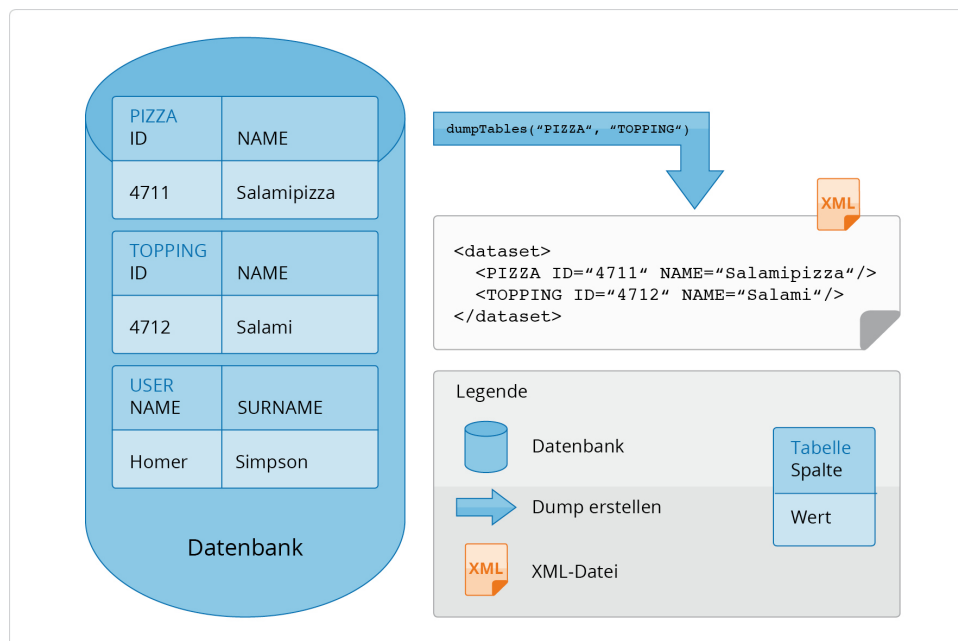 PIZZA
ID NAME
4711 Salamipizza
TOPPING
ID NAME
4712 Salami
USER
NAME SURNAME
Homer Simpson
Datenbank
dumpTables(“PIZZA“, “TOPPING“)
XML
<dataset>
<PIZZA ID=“4711“ NAME=“Salamipizza“/>
<TOPPING ID=“4712“ NAME=“Salami“/>
</dataset>
Legende
Datenbank
Dump erstellen
XML
XML-Datei
Tabelle
Spalte
Wert